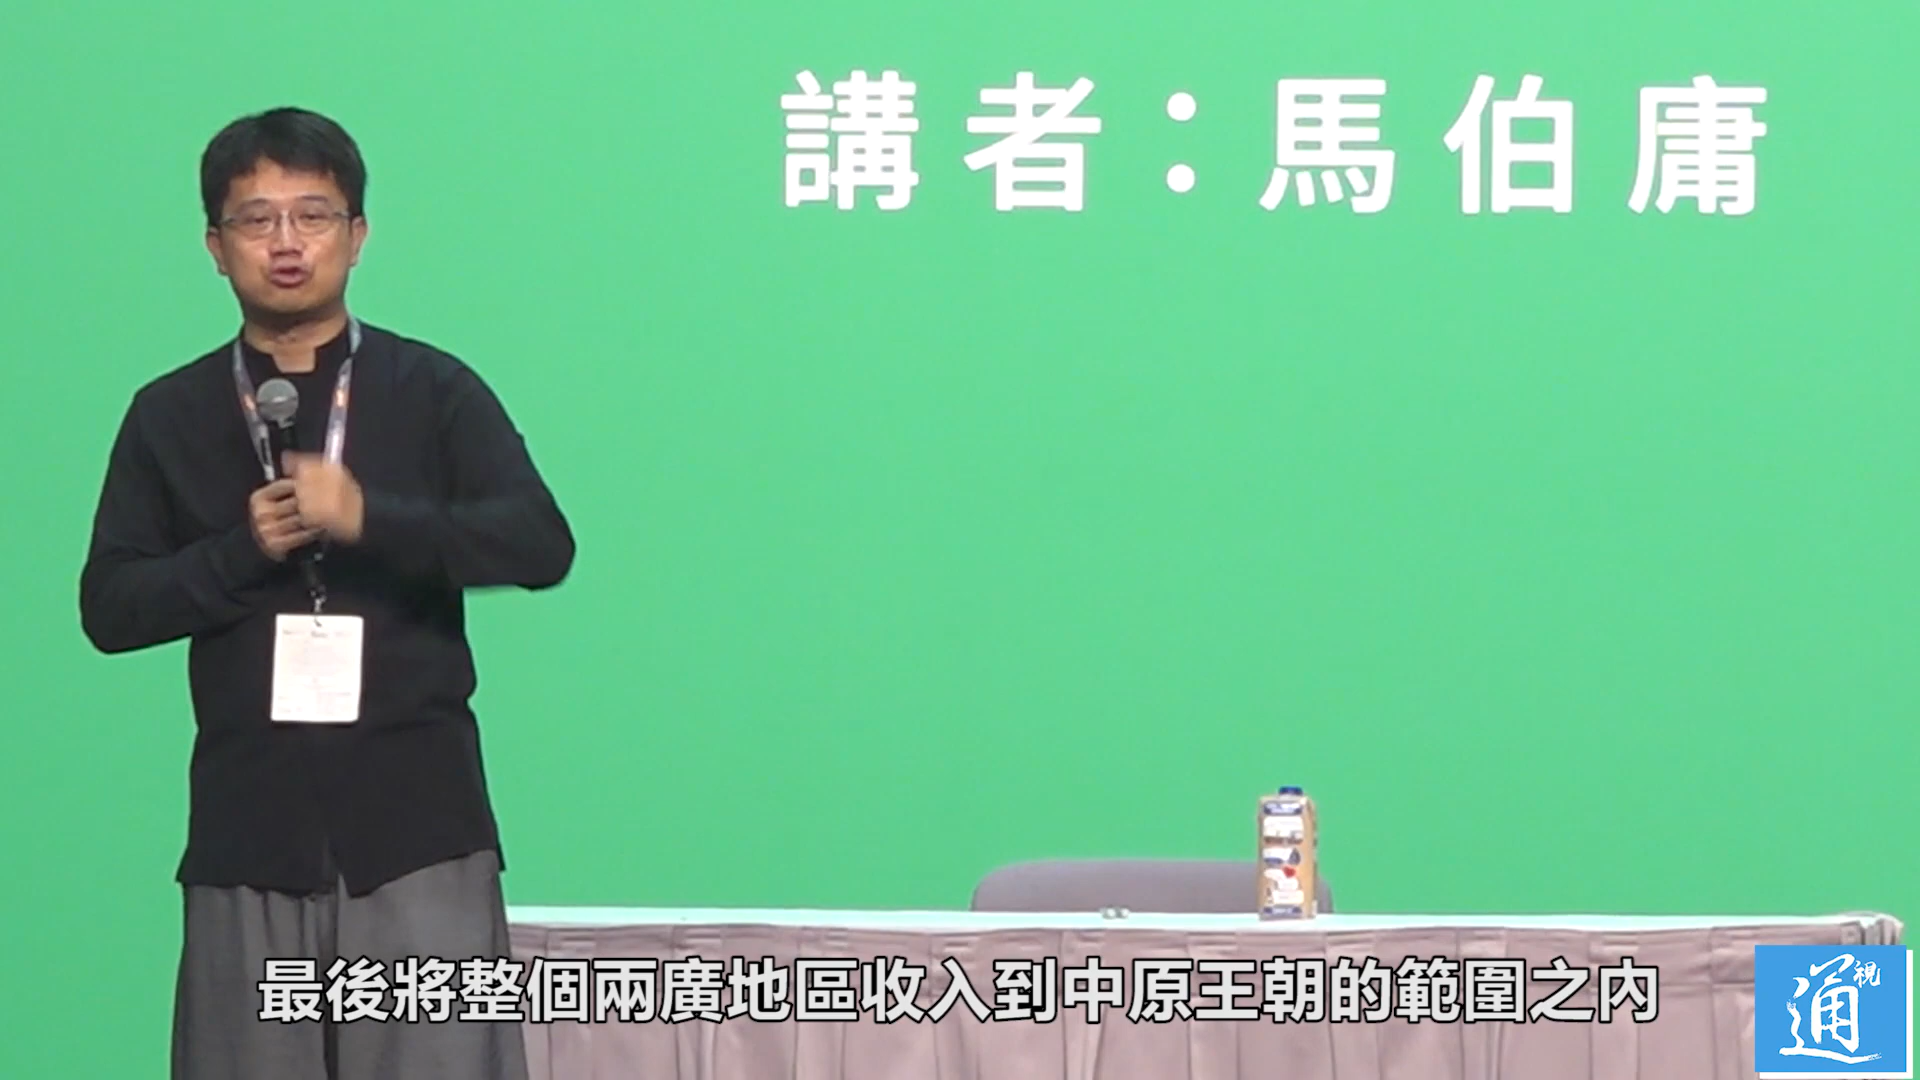 講者：馬伯庸
最後將整個兩廣地區收入到中原王朝的範圍之內
通視